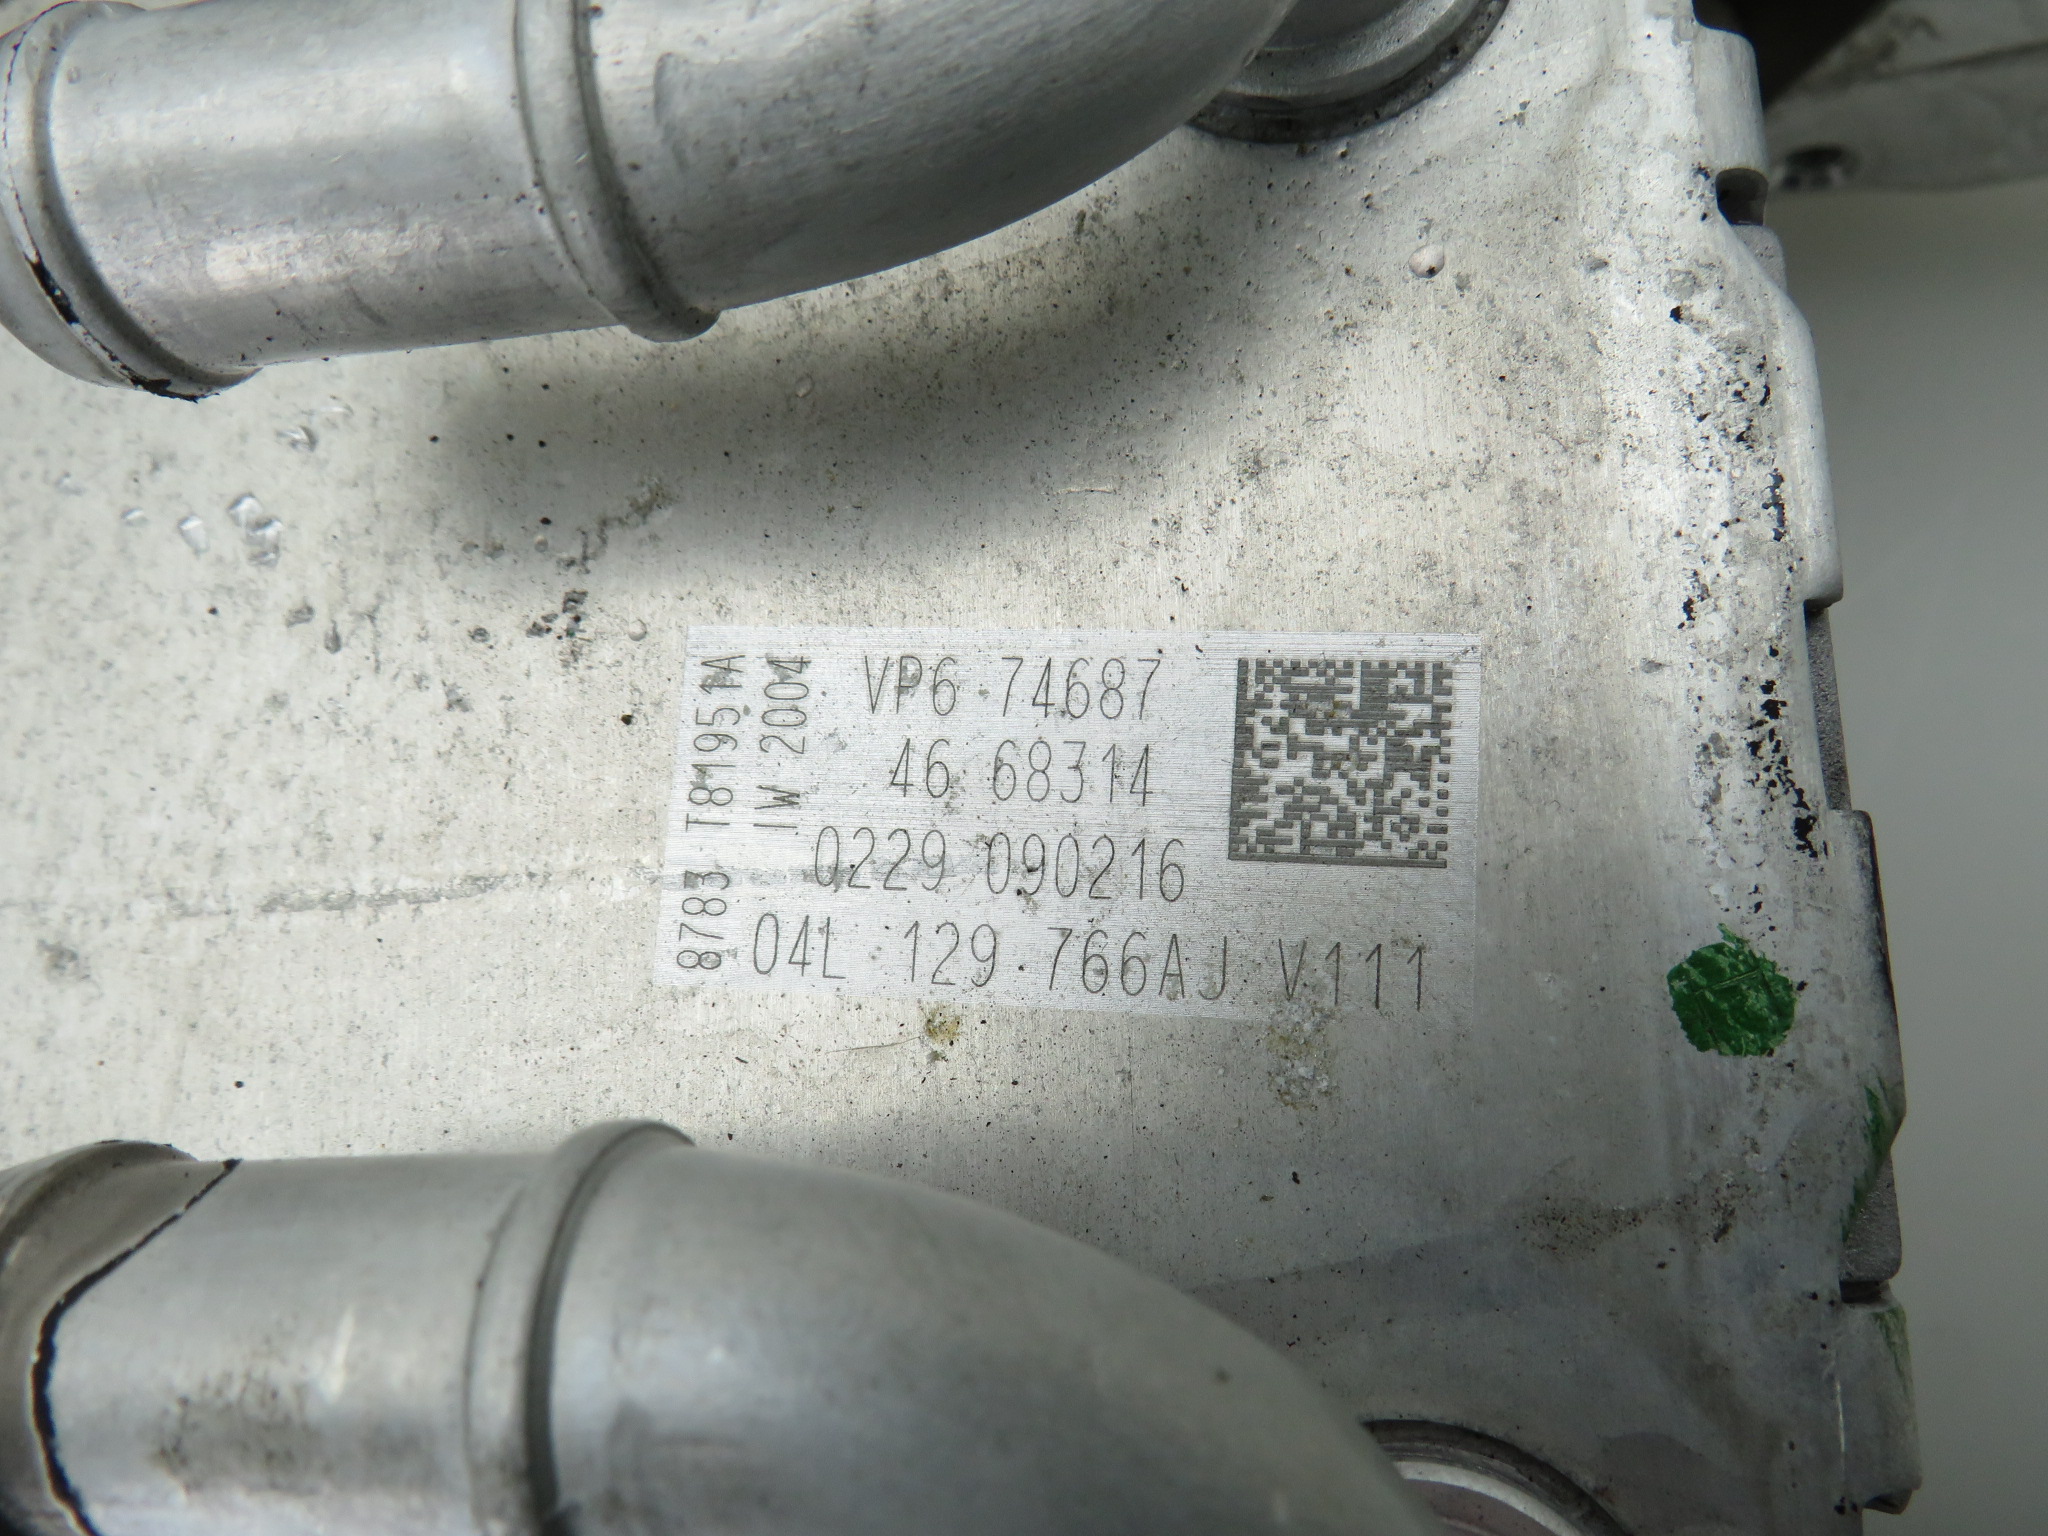 8783 T81951A
IW 2004
VP6 74687
46 68314
0229 090216
04L 129 766AJ V111